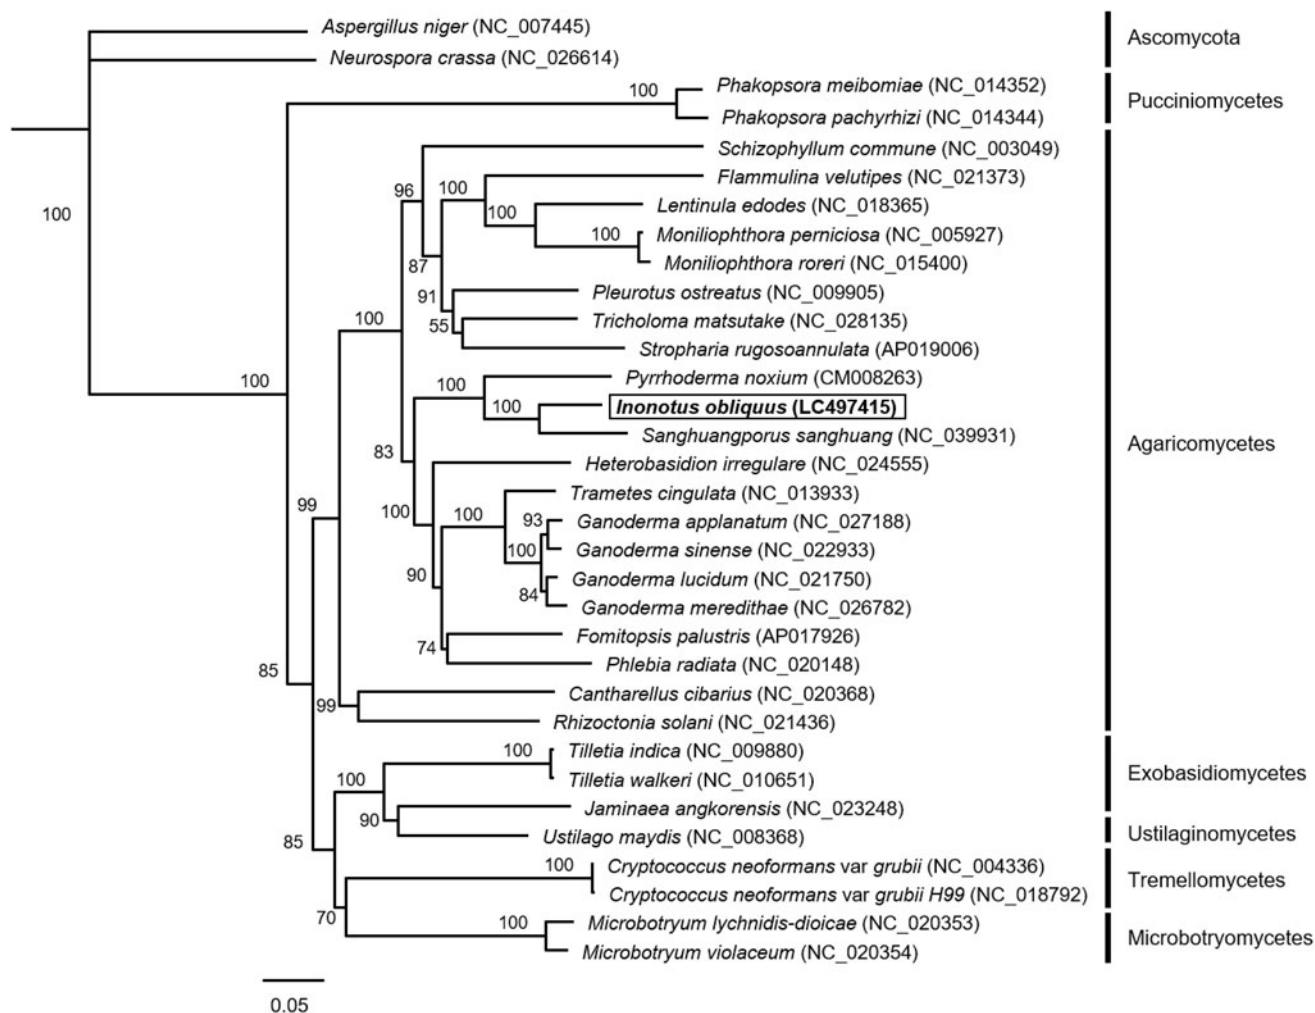 Aspergillus niger (NC_007445)
Neurospora crassa (NC_026614)
Ascomycota
100
Phakopsora meibomiae (NC_014352)
Phakopsora pachyrhizi (NC_014344)
Pucciniomycetes
100
Schizophyllum commune (NC_003049)
96
100
Flammulina velutipes (NC_021373)
Lentinula edodes (NC_018365)
100
100
Moniliophthora perniciosa (NC_005927)
Moniliophthora roreri (NC_015400)
87
Pleurotus ostreatus (NC_009905)
91
Tricholoma matsutake (NC_028135)
55
Stropharia rugosoannulata (AP019006)
100
100
100
Pyrrhoderma noxium (CM008263)
100
Inonotus obliquus (LC497415)
Sanghuangporus sanghuang (NC_039931)
Agaricomycetes
83
Heterobasidion irregulare (NC_024555)
Trametes cingulata (NC_013933)
99
100
100
93
Ganoderma applanatum (NC_027188)
100
Ganoderma sinense (NC_022933)
90
Ganoderma lucidum (NC_021750)
84
Ganoderma meredithae (NC_026782)
Fomitopsis palustris (AP017926)
74
Phlebia radiata (NC_020148)
85
99
Cantharellus cibarius (NC_020368)
Rhizoctonia solani (NC_021436)
100
Tilletia indica (NC_009880)
Tilletia walkeri (NC_010651)
Exobasidiomycetes
100
Jaminaea angkorensis (NC_023248)
90
Ustilago maydis (NC_008368)
Ustilaginomycetes
85
100
Cryptococcus neoformans var grubii (NC_004336)
Cryptococcus neoformans var grubii H99 (NC_018792)
Tremellomycetes
70
100
Microbotryum lychnidis-dioicae (NC_020353)
Microbotryum violaceum (NC_020354)
Microbotryomycetes
0.05